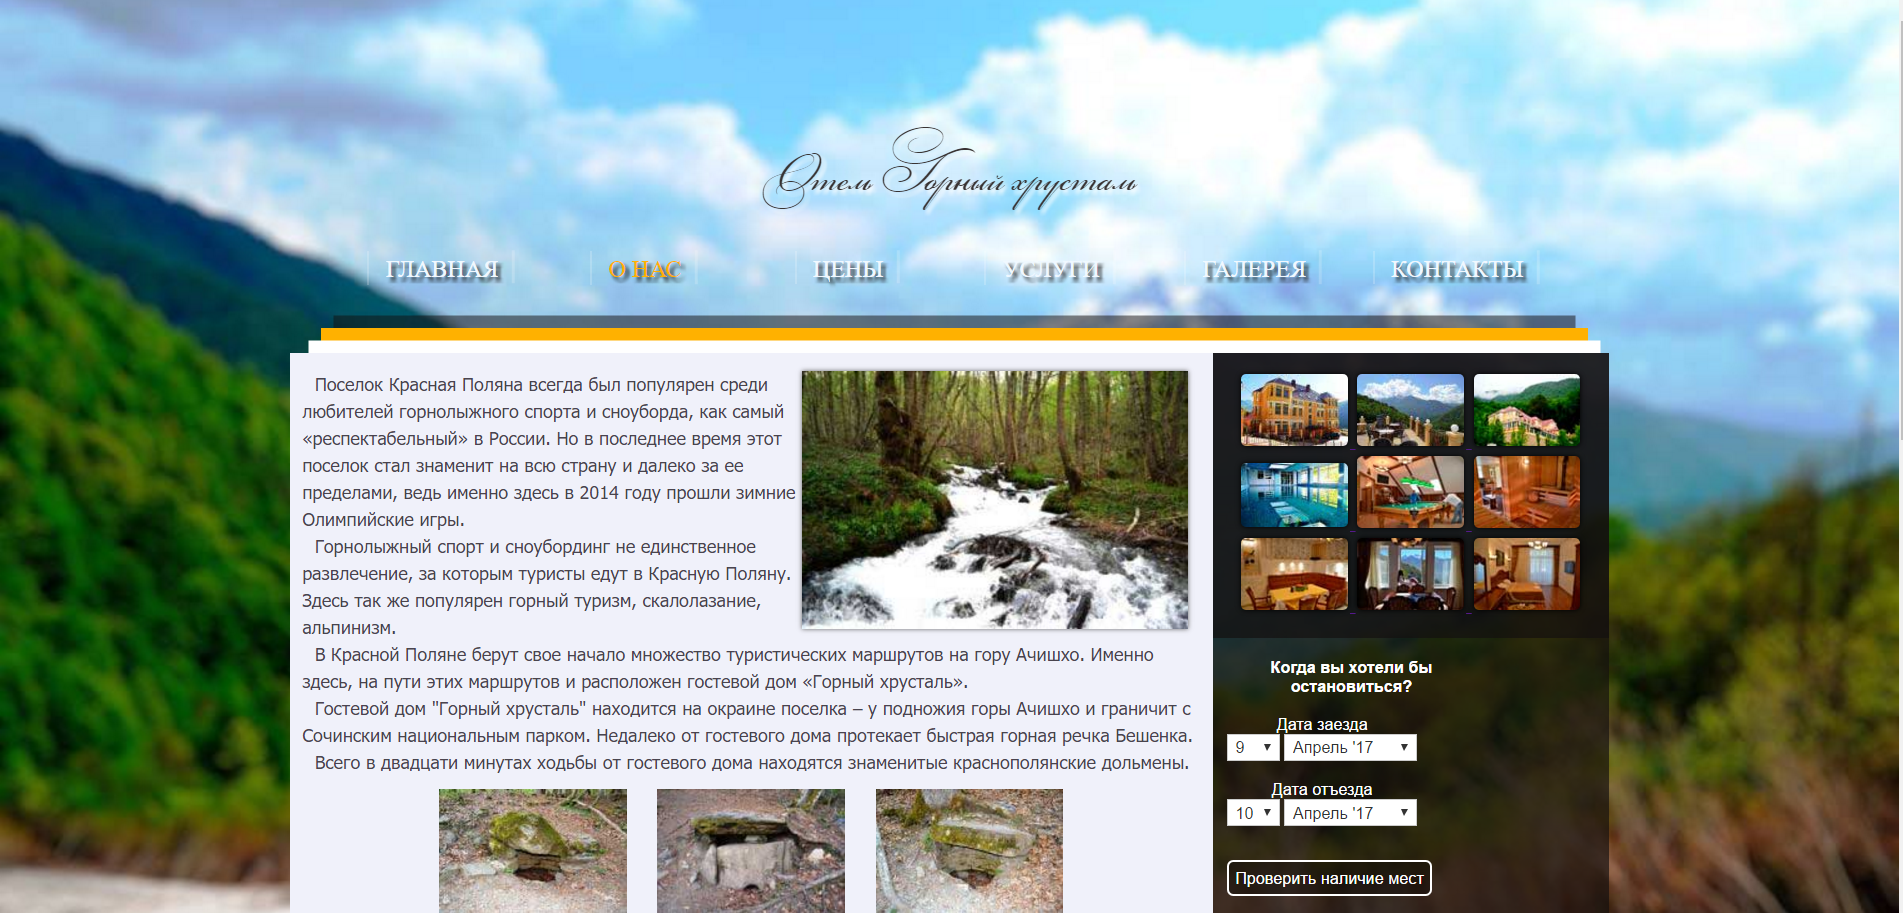 Отель Горный хрусталь
ГЛАВНАЯ
О НАС
ЦЕНЫ
УСЛУГИ
ГАЛЕРЕЯ
КОНТАКТЫ
Поселок Красная Поляна всегда был популярен среди
любителей горнолыжного спорта и сноуборда, как самый
«респектабельный» в России. Но в последнее время этот
поселок стал знаменит на всю страну и далеко за ее
пределами, ведь именно здесь в 2014 году прошли зимние
Олимпийские игры.
Горнолыжный спорт и сноубординг не единственное
развлечение, за которым туристы едут в Красную Поляну.
Здесь так же популярен горный туризм, скалолазание,
альпинизм.
В Красной Поляне берут свое начало множество туристических маршрутов на гору Ачишхо. Именно
здесь, на пути этих маршрутов и расположен гостевой дом «Горный хрусталь».
Гостевой дом "Горный хрусталь" находится на окраине поселка – у подножия горы Ачишхо и граничит с
Сочинским национальным парком. Недалеко от гостевого дома протекает быстрая горная речка Бешенка.
Всего в двадцати минутах ходьбы от гостевого дома находятся знаменитые краснополянские дольмены.
Когда вы хотели бы
остановиться?
Дата заезда
9 Апрель '17
Дата отъезда
10 Апрель '17
Проверить наличие мест